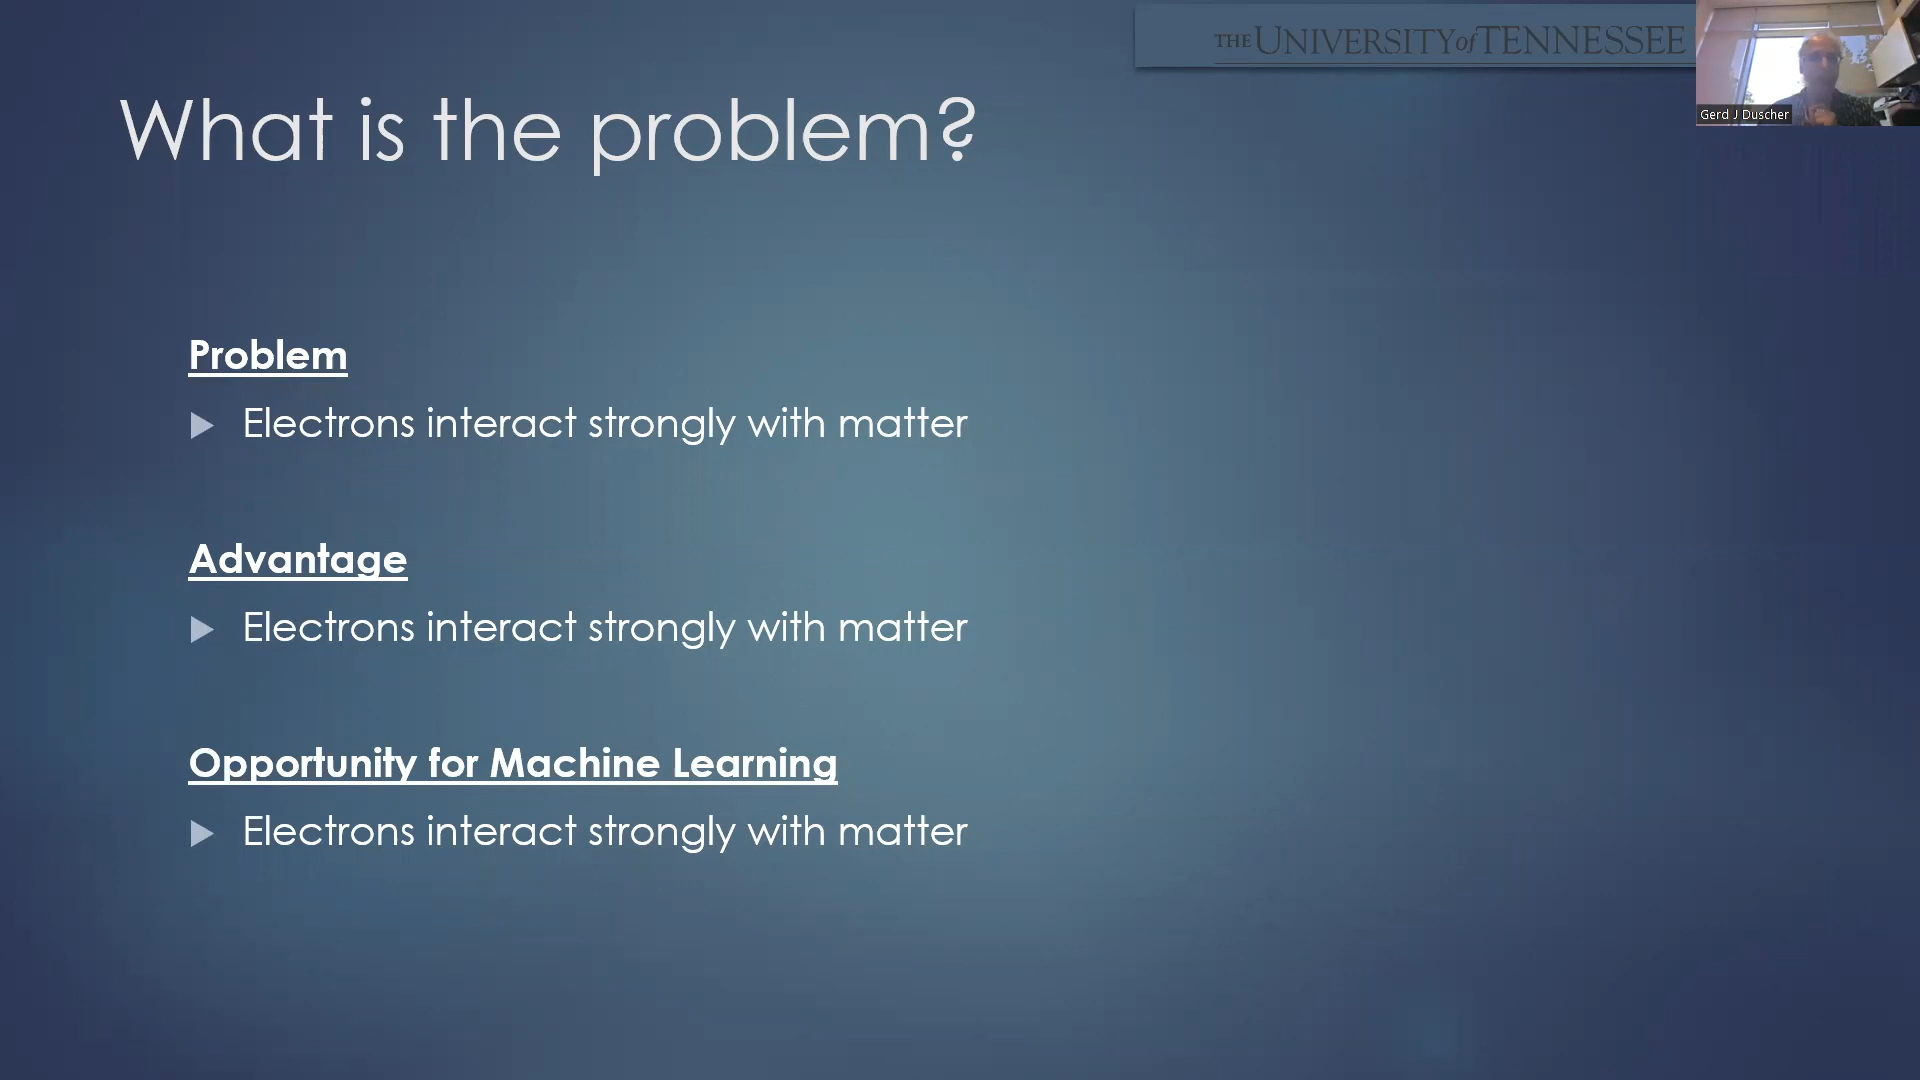 THE UNIVERSITY of TENNESSEE
Gerd J Duscher
What is the problem?
Problem
Electrons interact strongly with matter
Advantage
Electrons interact strongly with matter
Opportunity for Machine Learning
Electrons interact strongly with matter